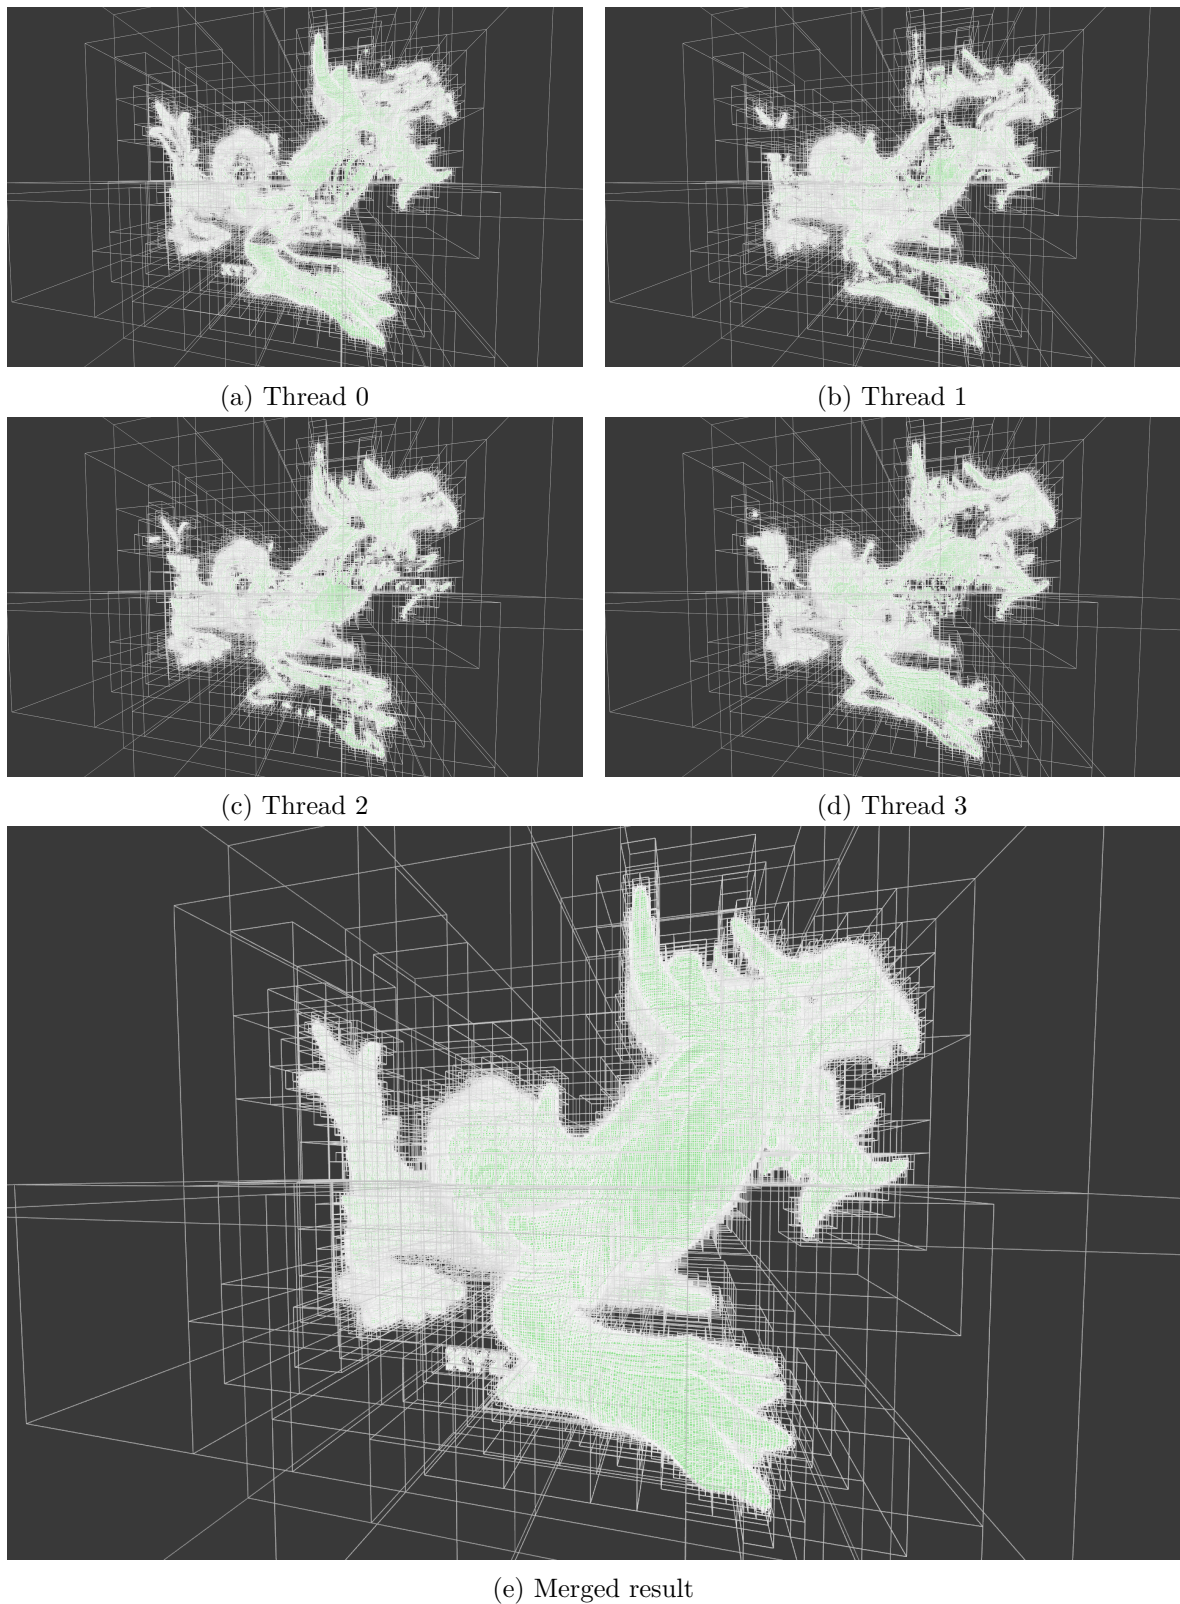 (a) Thread 0
(b) Thread 1
(c) Thread 2
(d) Thread 3
(e) Merged result